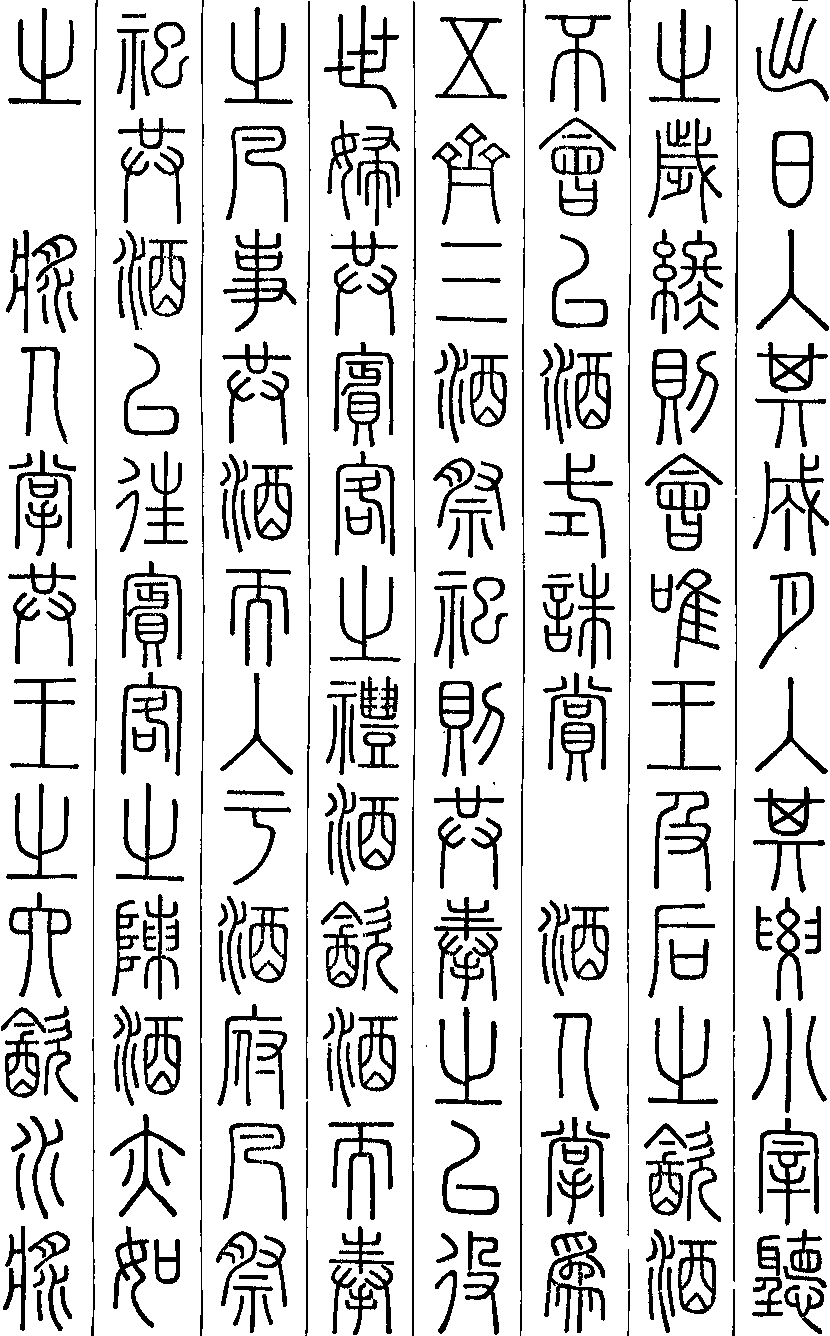 出日入其成月入其要小宰聽
之歲終則會唯王及后之飲酒
不會以酒式誅賞　酒人掌爲
五齊三酒祭祀則共奉之以役
世婦共賓客之禮酒飲酒而奉
之凡事共酒而入于酒府凡祭
祀共酒以往賓客之陳酒亦如
之　漿人掌共王之六飲水漿